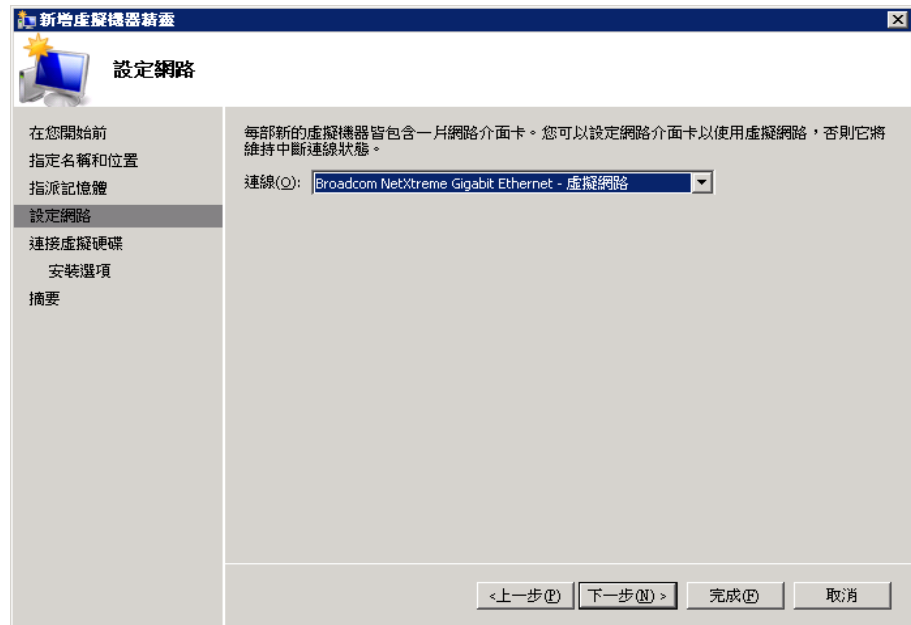 新增虛擬機器精靈
設定網路
在您開始前
指定名稱和位置
指派記憶體
設定網路
連接虛擬硬碟
安裝選項
摘要
每部新的虛擬機器皆包含一片網路介面卡。您可以設定網路介面卡以使用虛擬網路，否則它將
維持中斷連線狀態。
連線(O): Broadcom NetXtreme Gigabit Ethernet - 虛擬網路
<上一步(P) 下一步(N) > 完成(F) 取消